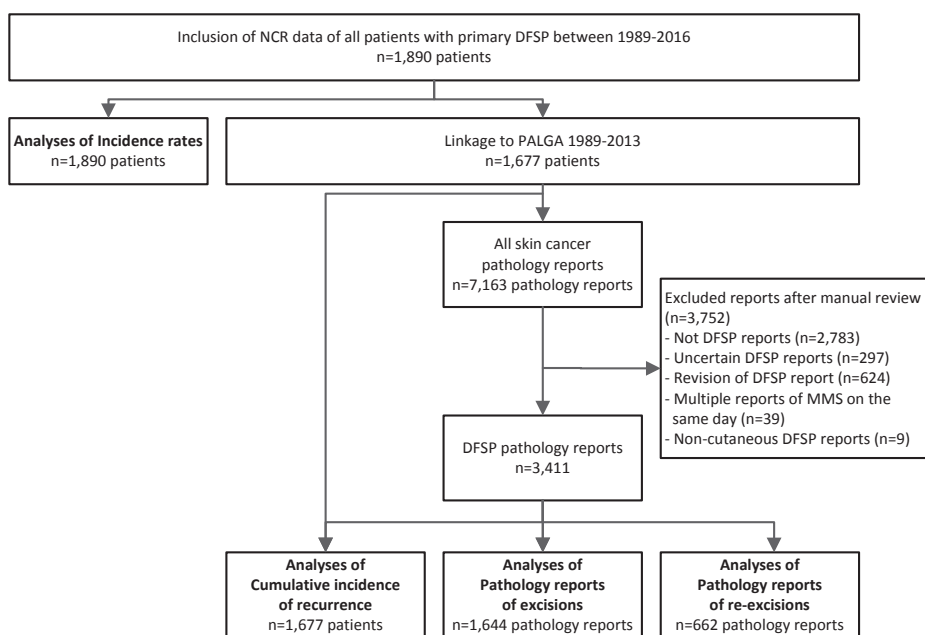 Inclusion of NCR data of all patients with primary DFSP between 1989-2016
n=1,890 patients
Analyses of Incidence rates
n=1,890 patients
Linkage to PALGA 1989-2013
n=1,677 patients
All skin cancer
pathology reports
n=7,163 pathology reports
Excluded reports after manual review
(n=3,752)
- Not DFSP reports (n=2,783)
- Uncertain DFSP reports (n=297)
- Revision of DFSP report (n=624)
- Multiple reports of MMS on the
same day (n=39)
- Non-cutaneous DFSP reports (n=9)
DFSP pathology reports
n=3,411
Analyses of
Cumulative incidence
of recurrence
n=1,677 patients
Analyses of
Pathology reports
of excisions
n=1,644 pathology reports
Analyses of
Pathology reports
of re-excisions
n=662 pathology reports